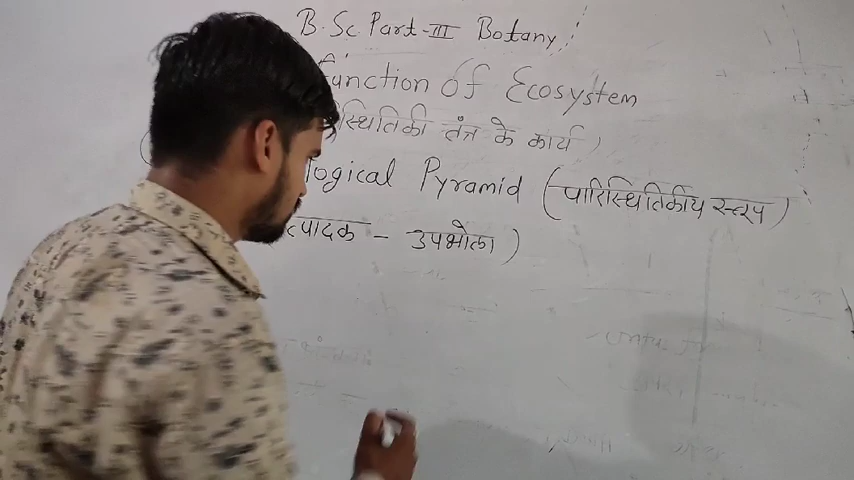 B.Sc. Part-III Botany
Function of Ecosystem
स्थितिकी तंत्र के कार्य )
logical Pyramid (पारिस्थितिकीय स्तूप)
त्पादक - उपभोक्ता)